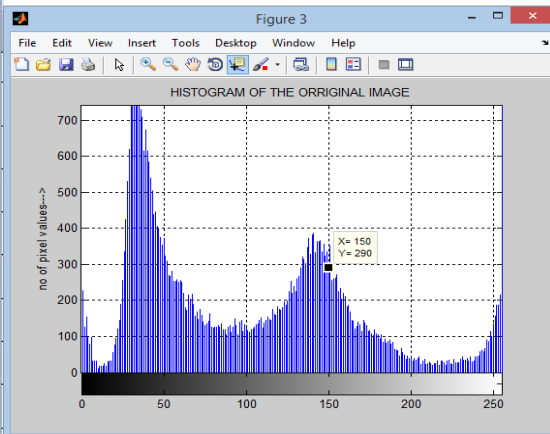 Figure 3
File Edit View Insert Tools Desktop Window Help
HISTOGRAM OF THE ORRIGINAL IMAGE
no of pixel values--->
700
600
500
400
300
200
100
0
X= 150
Y= 290
0 50 100 150 200 250